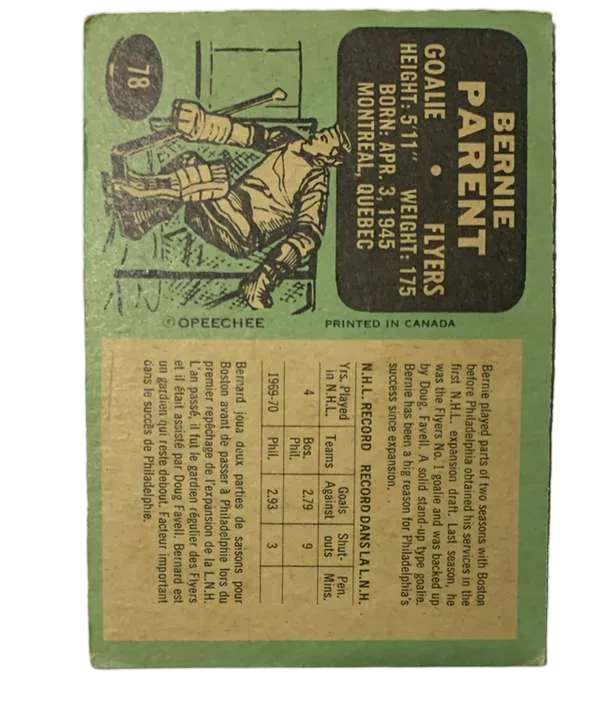 78
BERNIE
PARENT
GOALIE • FLYERS
HEIGHT: 5'11" WEIGHT: 175
BORN: APR. 3, 1945
MONTREAL, QUEBEC
© OPEECHEE PRINTED IN CANADA
Bernie played parts of two seasons with Boston
before Philadelphia obtained his services in the
first N.H.L. expansion draft. Last season, he
was the Flyers No. 1 goalie and was backed up
by Doug. Favell. A solid stand-up type goalie.
Bernie has been a big reason for Philadelphia's
success since expansion.
N.H.L. RECORD RECORD DANS LA L.N.H.
Yrs. Played Teams Goals Shut- Pen.
in N.H.L. Against outs Mins.
4 Bos. 2.79 9
Phil.
1969-70 Phil. 2.93 3
Bernard joua deux parties de saisons pour
Boston avant de passer à Philadelphie lors du
premier repêchage de l'expansion de la L.N.H.
L'an passé, il fut le gardien régulier des Flyers
et il était assisté par Doug Favell. Bernard est
un gardien qui reste debout. Facteur important
dans le succès de Philadelphie.